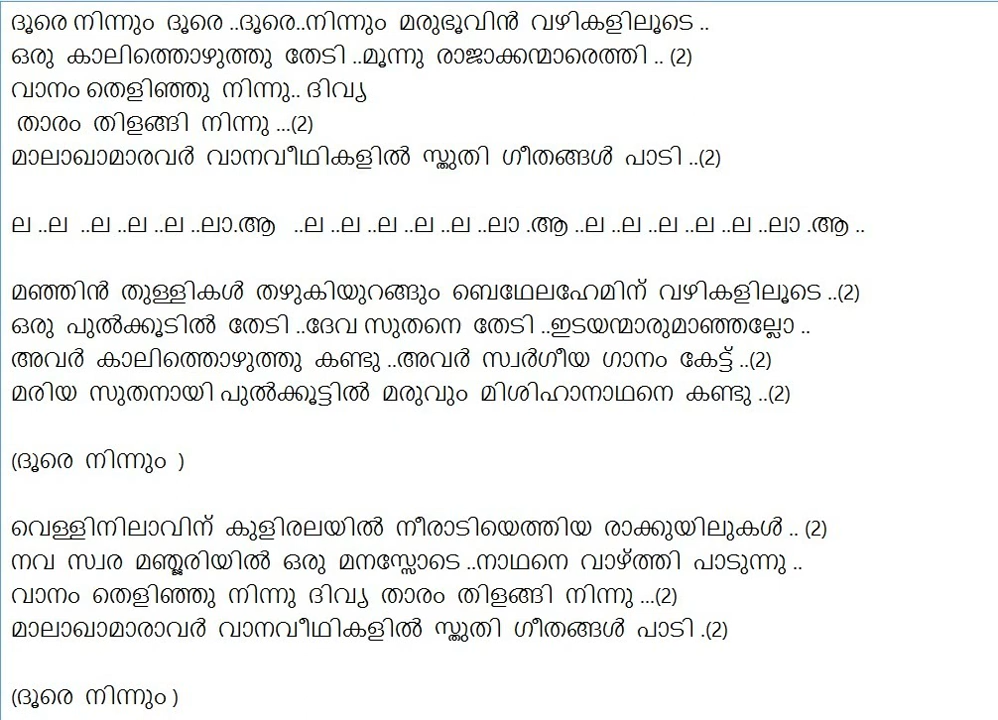 ദൂരെ നിന്നും ദൂരെ ..ദൂരെ..നിന്നും മരുഭൂവിൻ വഴികളിലൂടെ ..
ഒരു കാലിത്തൊഴുത്തു തേടി ..മൂന്നു രാജാക്കന്മാരെത്തി .. (2)
വാനം തെളിഞ്ഞു നിന്നു.. ദിവ്യ
താരം തിളങ്ങി നിന്നു ...(2)
മാലാഖാമാരവർ വാനവീഥികളിൽ സ്തുതി ഗീതങ്ങൾ പാടി ..(2)
ല ..ല ..ല ..ല ..ല ..ലാ.ആ ..ല ..ല ..ല ..ല ..ല ..ലാ .ആ ..ല ..ല ..ല ..ല ..ല ..ലാ .ആ ..
മഞ്ഞിൻ തുള്ളികൾ തഴുകിയുറങ്ങും ബെഥേലഹേമിന് വഴികളിലൂടെ ..(2)
ഒരു പുൽക്കൂടിൽ തേടി ..ദേവ സുതനെ തേടി ..ഇടയന്മാരുമാഞ്ഞല്ലോ ..
അവർ കാലിത്തൊഴുത്തു കണ്ടു ..അവർ സ്വർഗീയ ഗാനം കേട്ട് ..(2)
മരിയ സുതനായി പുൽക്കൂട്ടിൽ മരുവും മിശിഹാനാഥനെ കണ്ടു ..(2)
(ദൂരെ നിന്നും )
വെള്ളിനിലാവിന് കുളിരലയിൽ നീരാടിയെത്തിയ രാക്കുയിലുകൾ .. (2)
നവ സ്വര മഞ്ജരിയിൽ ഒരു മനസ്സോടെ ..നാഥനെ വാഴ്ത്തി പാടുന്നു ..
വാനം തെളിഞ്ഞു നിന്നു ദിവ്യ താരം തിളങ്ങി നിന്നു ...(2)
മാലാഖാമാരാവർ വാനവീഥികളിൽ സ്തുതി ഗീതങ്ങൾ പാടി .(2)
(ദൂരെ നിന്നും )